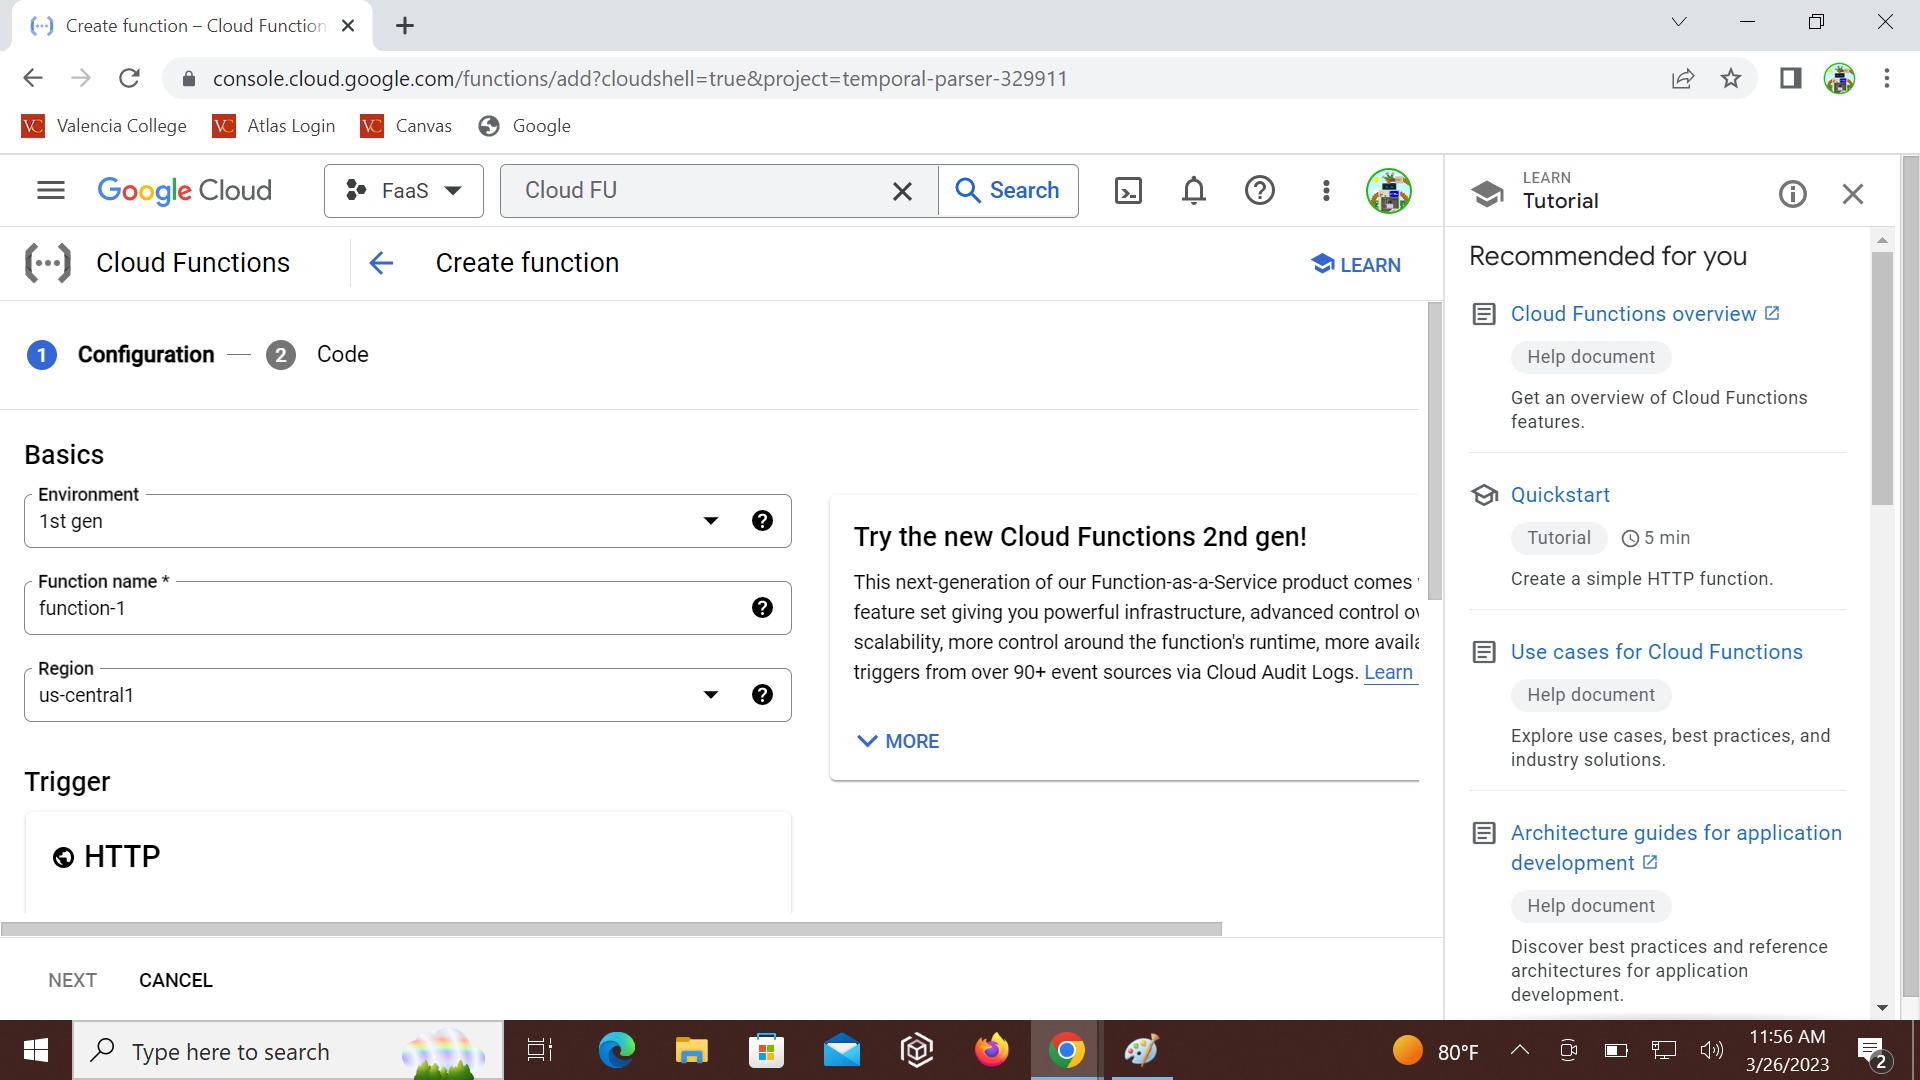 Create function – Cloud Function
console.cloud.google.com/functions/add?cloudshell=true&project=temporal-parser-329911
VC Valencia College VC Atlas Login VC Canvas Google
Google Cloud FaaS Cloud FU Search
LEARN
Tutorial
Cloud Functions Create function LEARN
1 Configuration — 2 Code
Basics
Environment
1st gen
Function name *
function-1
Region
us-central1
Trigger
HTTP
Try the new Cloud Functions 2nd gen!
This next-generation of our Function-as-a-Service product comes
feature set giving you powerful infrastructure, advanced control
scalability, more control around the function's runtime, more
triggers from over 90+ event sources via Cloud Audit Logs. Learn
MORE
NEXT CANCEL
Recommended for you
Cloud Functions overview
Help document
Get an overview of Cloud Functions
features.
Quickstart
Tutorial 5 min
Create a simple HTTP function.
Use cases for Cloud Functions
Help document
Explore use cases, best practices, and
industry solutions.
Architecture guides for application
development
Help document
Discover best practices and reference
architectures for application
development.
Type here to search
80°F
11:56 AM
3/26/2023
2